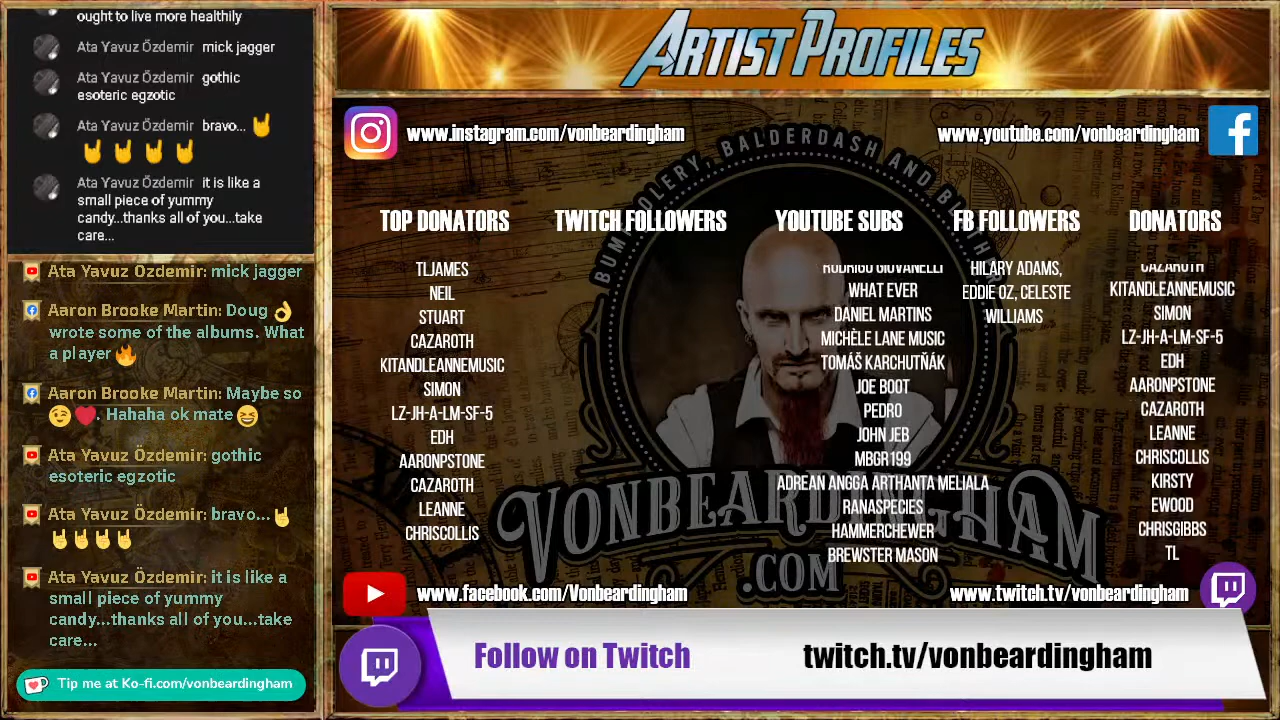 ought to live more healthily
Ata Yavuz Özdemir mick jagger
Ata Yavuz Özdemir gothic
esoteric egzotic
Ata Yavuz Özdemir bravo... 🤘
🤘 🤘 🤘 🤘
Ata Yavuz Özdemir it is like a
small piece of yummy
candy...thanks all of you...take
care...
Ata Yavuz Özdemir: mick jagger
Aaron Brooke Martin: Doug 👌
wrote some of the albums. What
a player 🔥
Aaron Brooke Martin: Maybe so
😉❤️. Hahaha ok mate 😆
Ata Yavuz Özdemir: gothic
esoteric egzotic
Ata Yavuz Özdemir: bravo...🤘
🤘🤘🤘🤘
Ata Yavuz Özdemir: it is like a
small piece of yummy
candy...thanks all of you...take
care...
Tip me at Ko-fi.com/vonbeardingham
ARTIST PROFILES
www.instagram.com/vonbeardingham
www.youtube.com/vonbeardingham
BALDERDASH AND
TOP DONATORS
TLJAMES
NEIL
STUART
CAZAROTH
KITANDLEANNEMUSIC
SIMON
LZ-JH-A-LM-SF-5
EDH
AARONPSTONE
CAZAROTH
LEANNE
CHRISCOLLIS
TWITCH FOLLOWERS
YOUTUBE SUBS
RODRIGO GIOVANELLI
WHAT EVER
DANIEL MARTINS
MICHÈLE LANE MUSIC
TOMÁŠ KARCHUTŇÁK
JOE BOOT
PEDRO
JOHN JEB
MBGR199
ADREAN ANGGA ARTHANTA MELIALA
RANASPECIES
HAMMERCHEWER
BREWSTER MASON
FB FOLLOWERS
HILARY ADAMS,
EDDIE OZ, CELESTE
WILLIAMS
DONATORS
CAZAROTH
KITANDLEANNEMUSIC
SIMON
LZ-JH-A-LM-SF-5
EDH
AARONPSTONE
CAZAROTH
LEANNE
CHRISCOLLIS
KIRSTY
EWOOD
CHRISGIBBS
TL
VONBEARDINGHAM
.COM
www.facebook.com/Vonbeardingham
www.twitch.tv/vonbeardingham
Follow on Twitch
twitch.tv/vonbeardingham